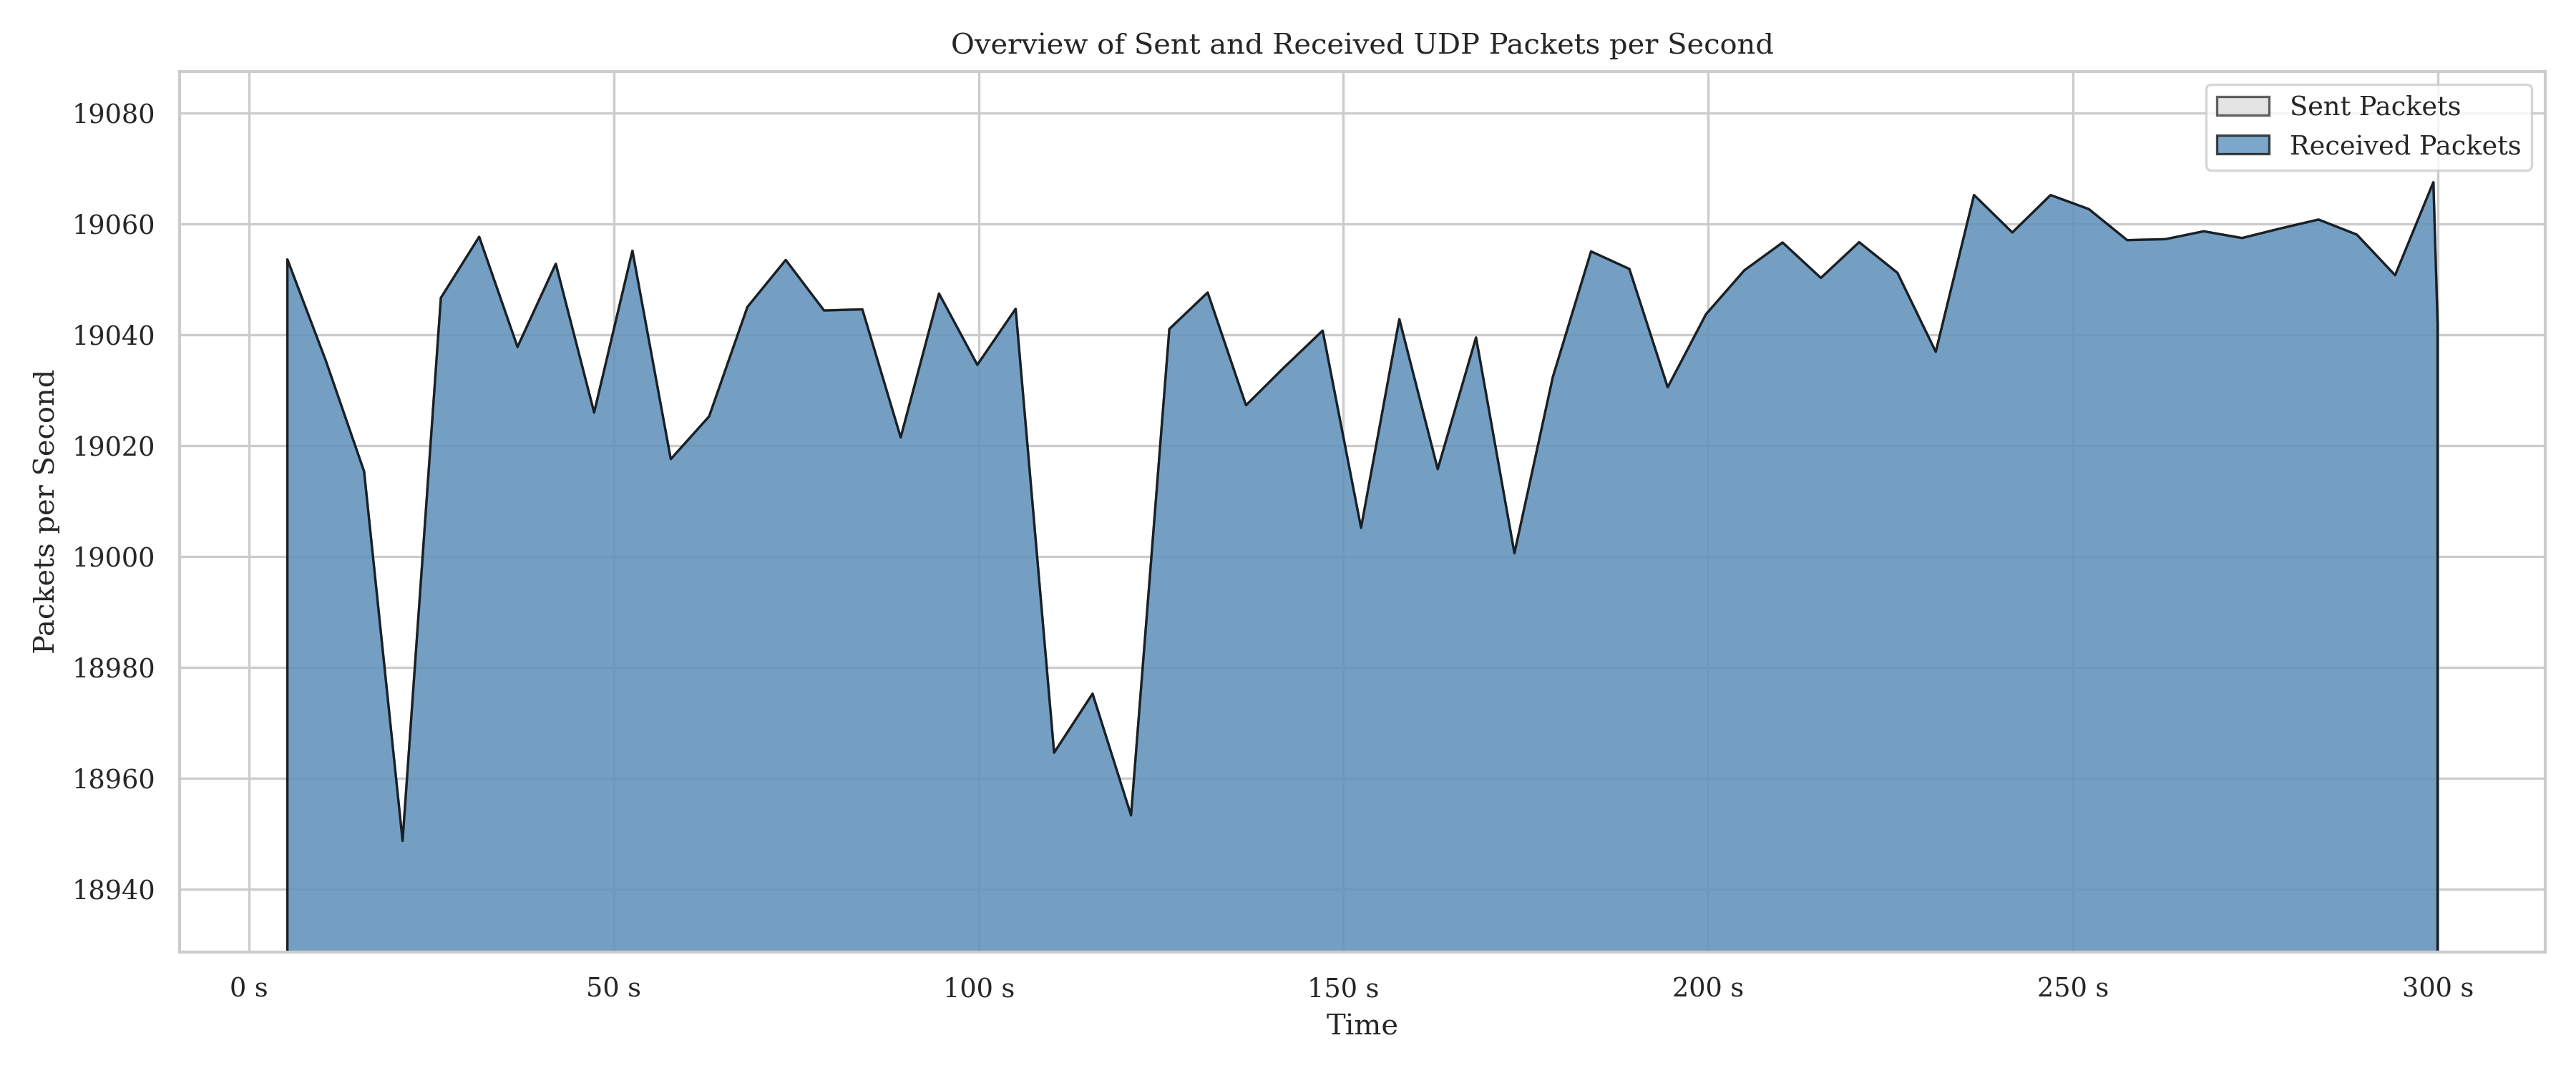 Overview of Sent and Received UDP Packets per Second
Sent Packets
Received Packets
Packets per Second
19080
19060
19040
19020
19000
18980
18960
18940
0 s
50 s
100 s
150 s
200 s
250 s
300 s
Time